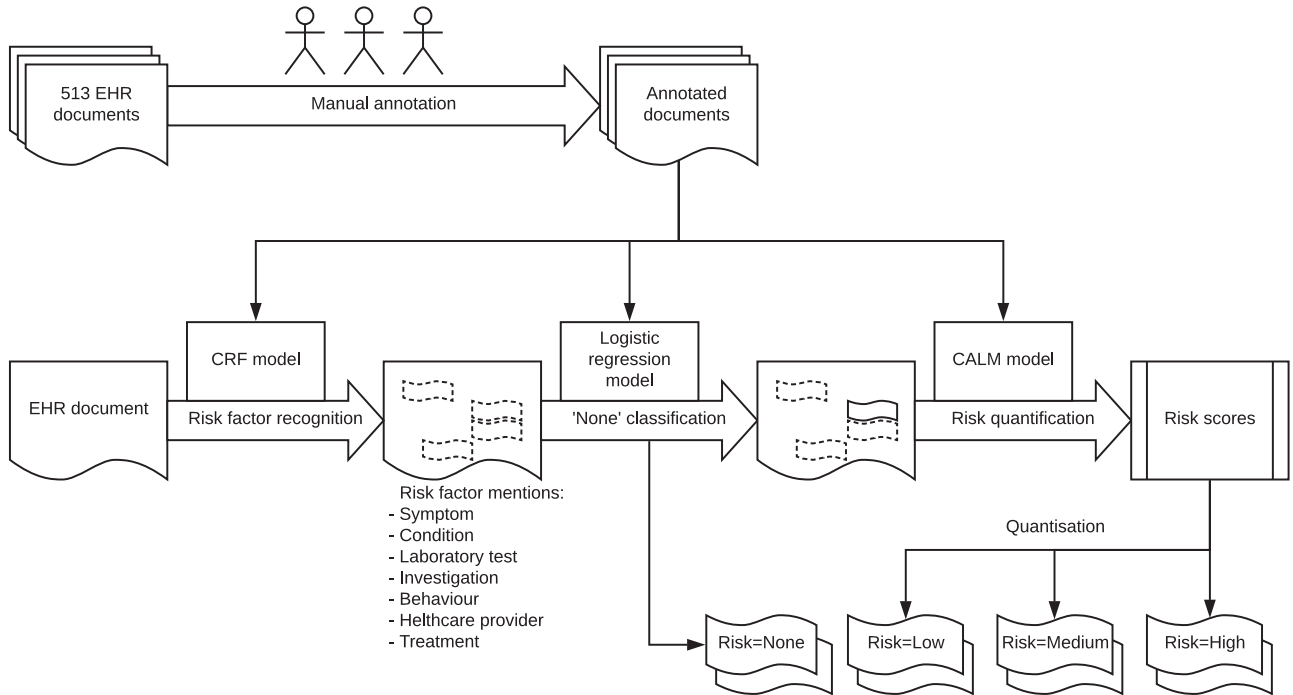 513 EHR
documents
Manual annotation
Annotated
documents
CRF model
Logistic
regression
model
CALM model
EHR document
Risk factor recognition
'None' classification
Risk quantification
Risk scores
Risk factor mentions:
- Symptom
- Condition
- Laboratory test
- Investigation
- Behaviour
- Helthcare provider
- Treatment
Quantisation
Risk=None
Risk=Low
Risk=Medium
Risk=High